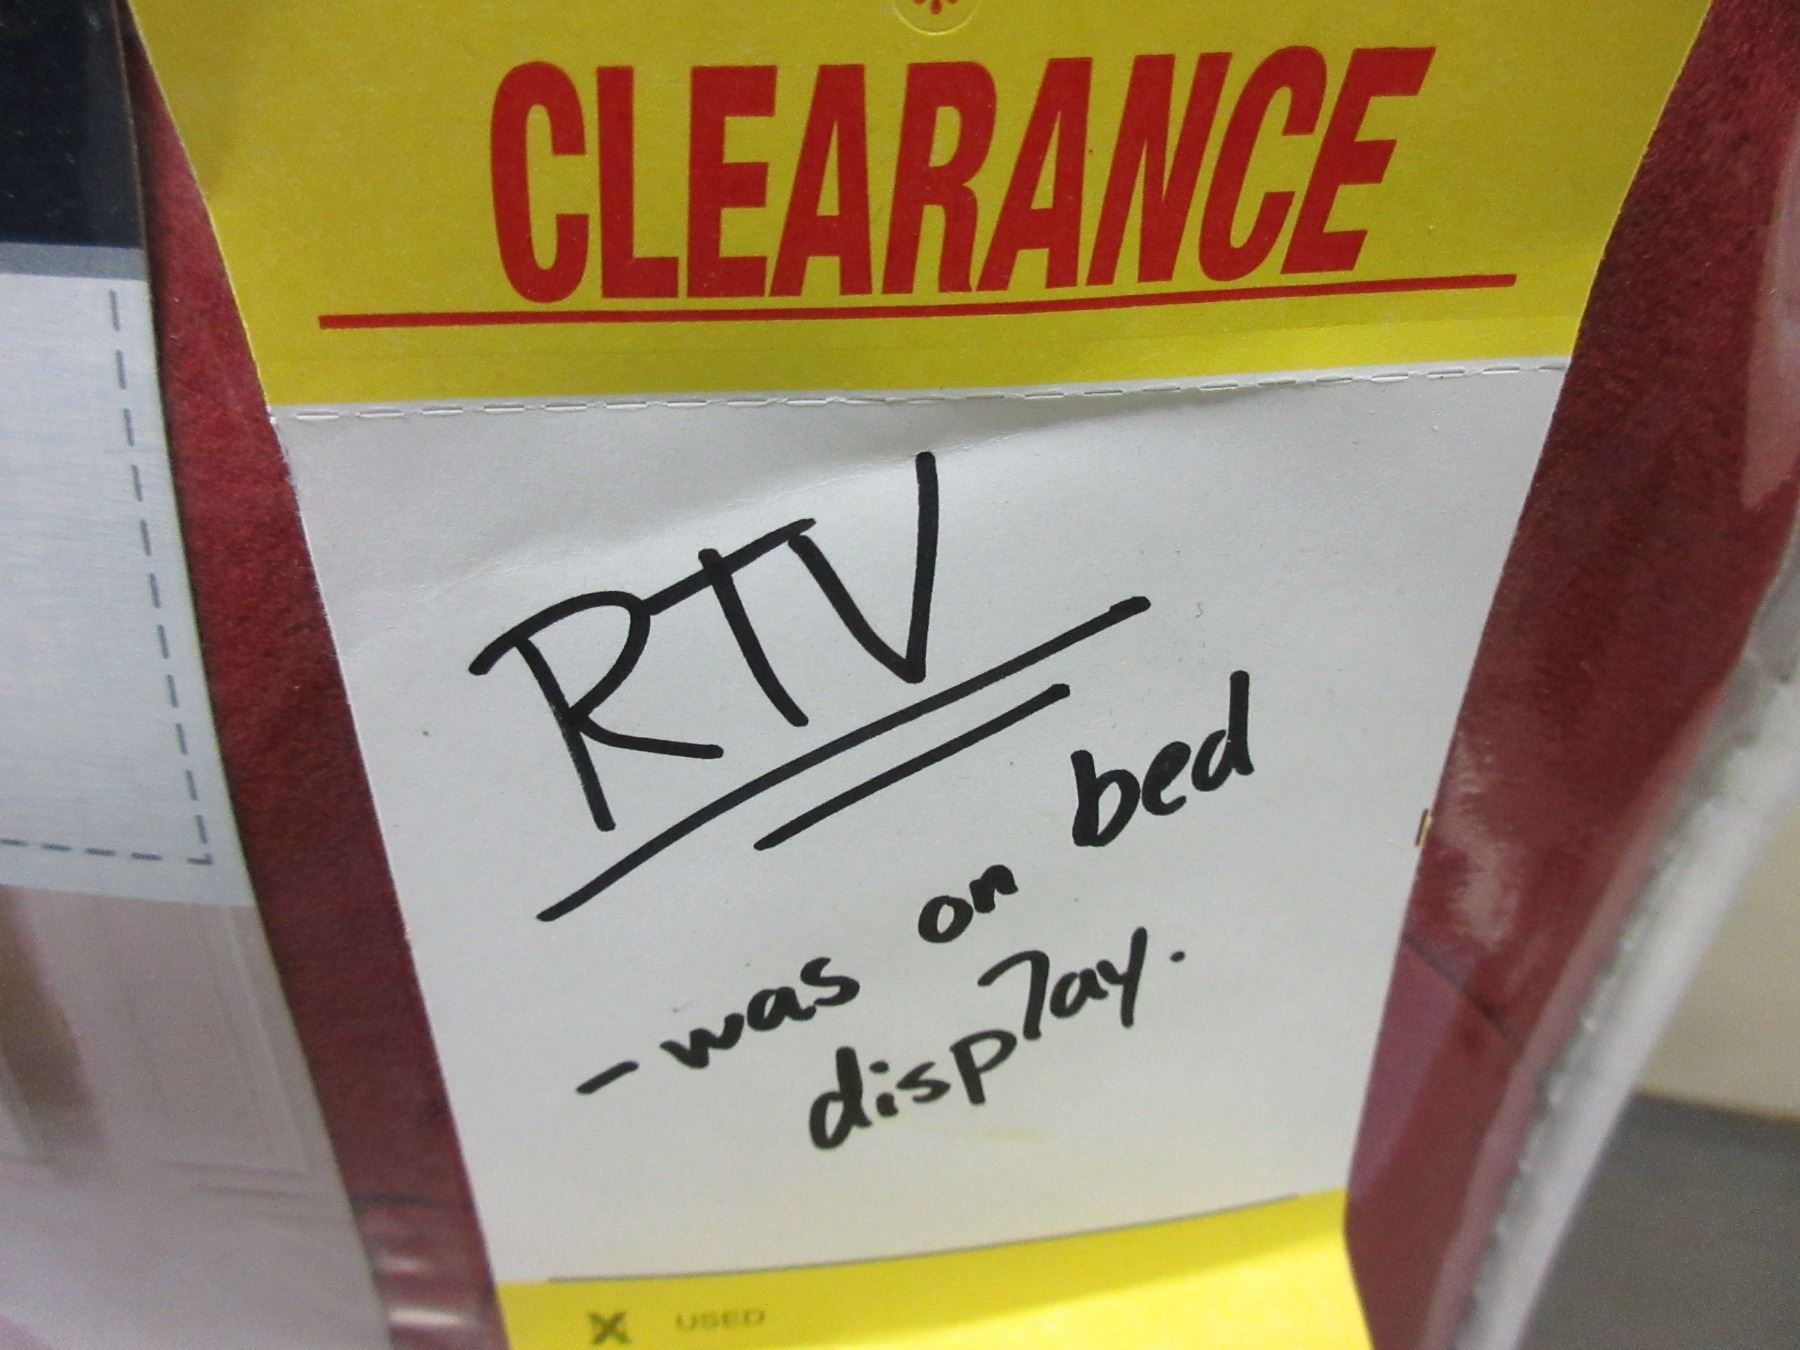 CLEARANCE
RTV
- was on bed
display.
X USED